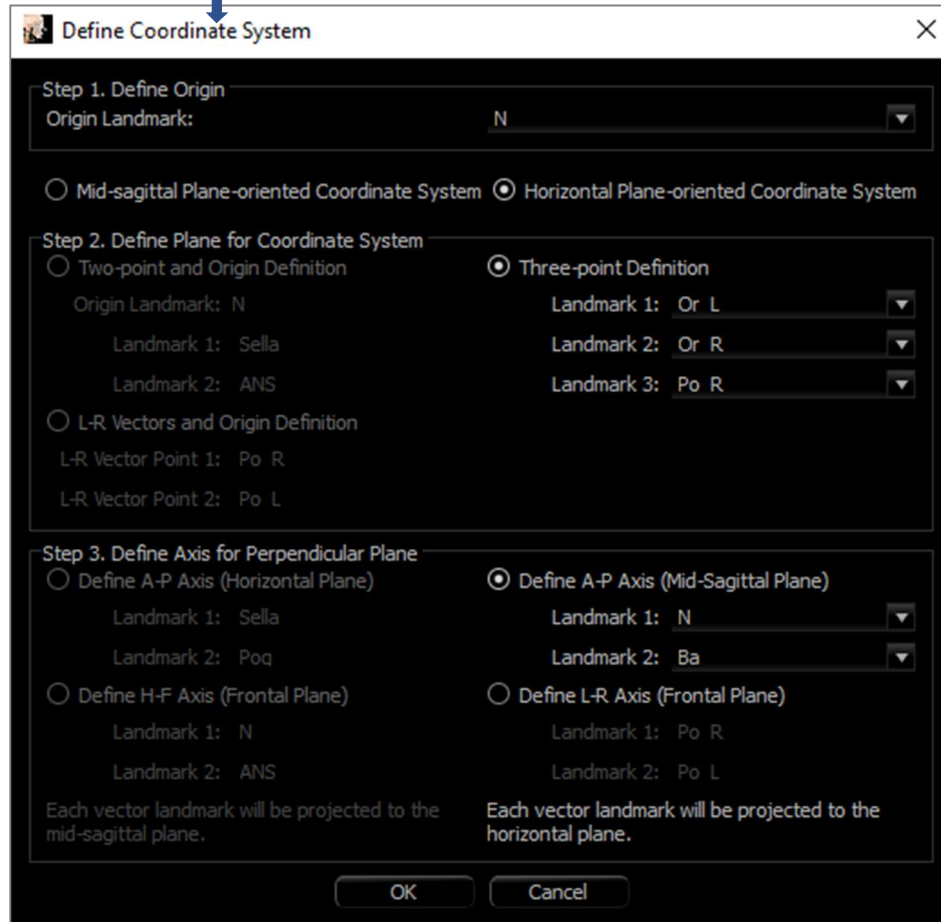 Define Coordinate System
Step 1. Define Origin
Origin Landmark: N
Mid-sagittal Plane-oriented Coordinate System Horizontal Plane-oriented Coordinate System
Step 2. Define Plane for Coordinate System
Two-point and Origin Definition Three-point Definition
Origin Landmark: N Landmark 1: Or L
Landmark 1: Sella Landmark 2: Or R
Landmark 2: ANS Landmark 3: Po R
L-R Vectors and Origin Definition
L-R Vector Point 1: Po R
L-R Vector Point 2: Po L
Step 3. Define Axis for Perpendicular Plane
Define A-P Axis (Horizontal Plane) Define A-P Axis (Mid-Sagittal Plane)
Landmark 1: Sella Landmark 1: N
Landmark 2: Pog Landmark 2: Ba
Define H-F Axis (Frontal Plane) Define L-R Axis (Frontal Plane)
Landmark 1: N Landmark 1: Po R
Landmark 2: ANS Landmark 2: Po L
Each vector landmark will be projected to the Each vector landmark will be projected to the
mid-sagittal plane. horizontal plane.
OK Cancel